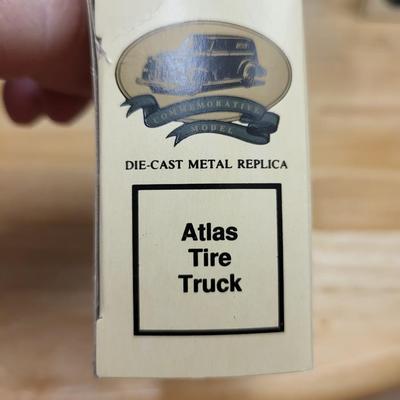 COMMEMORATIVE
MODEL
DIE-CAST METAL REPLICA
Atlas
Tire
Truck